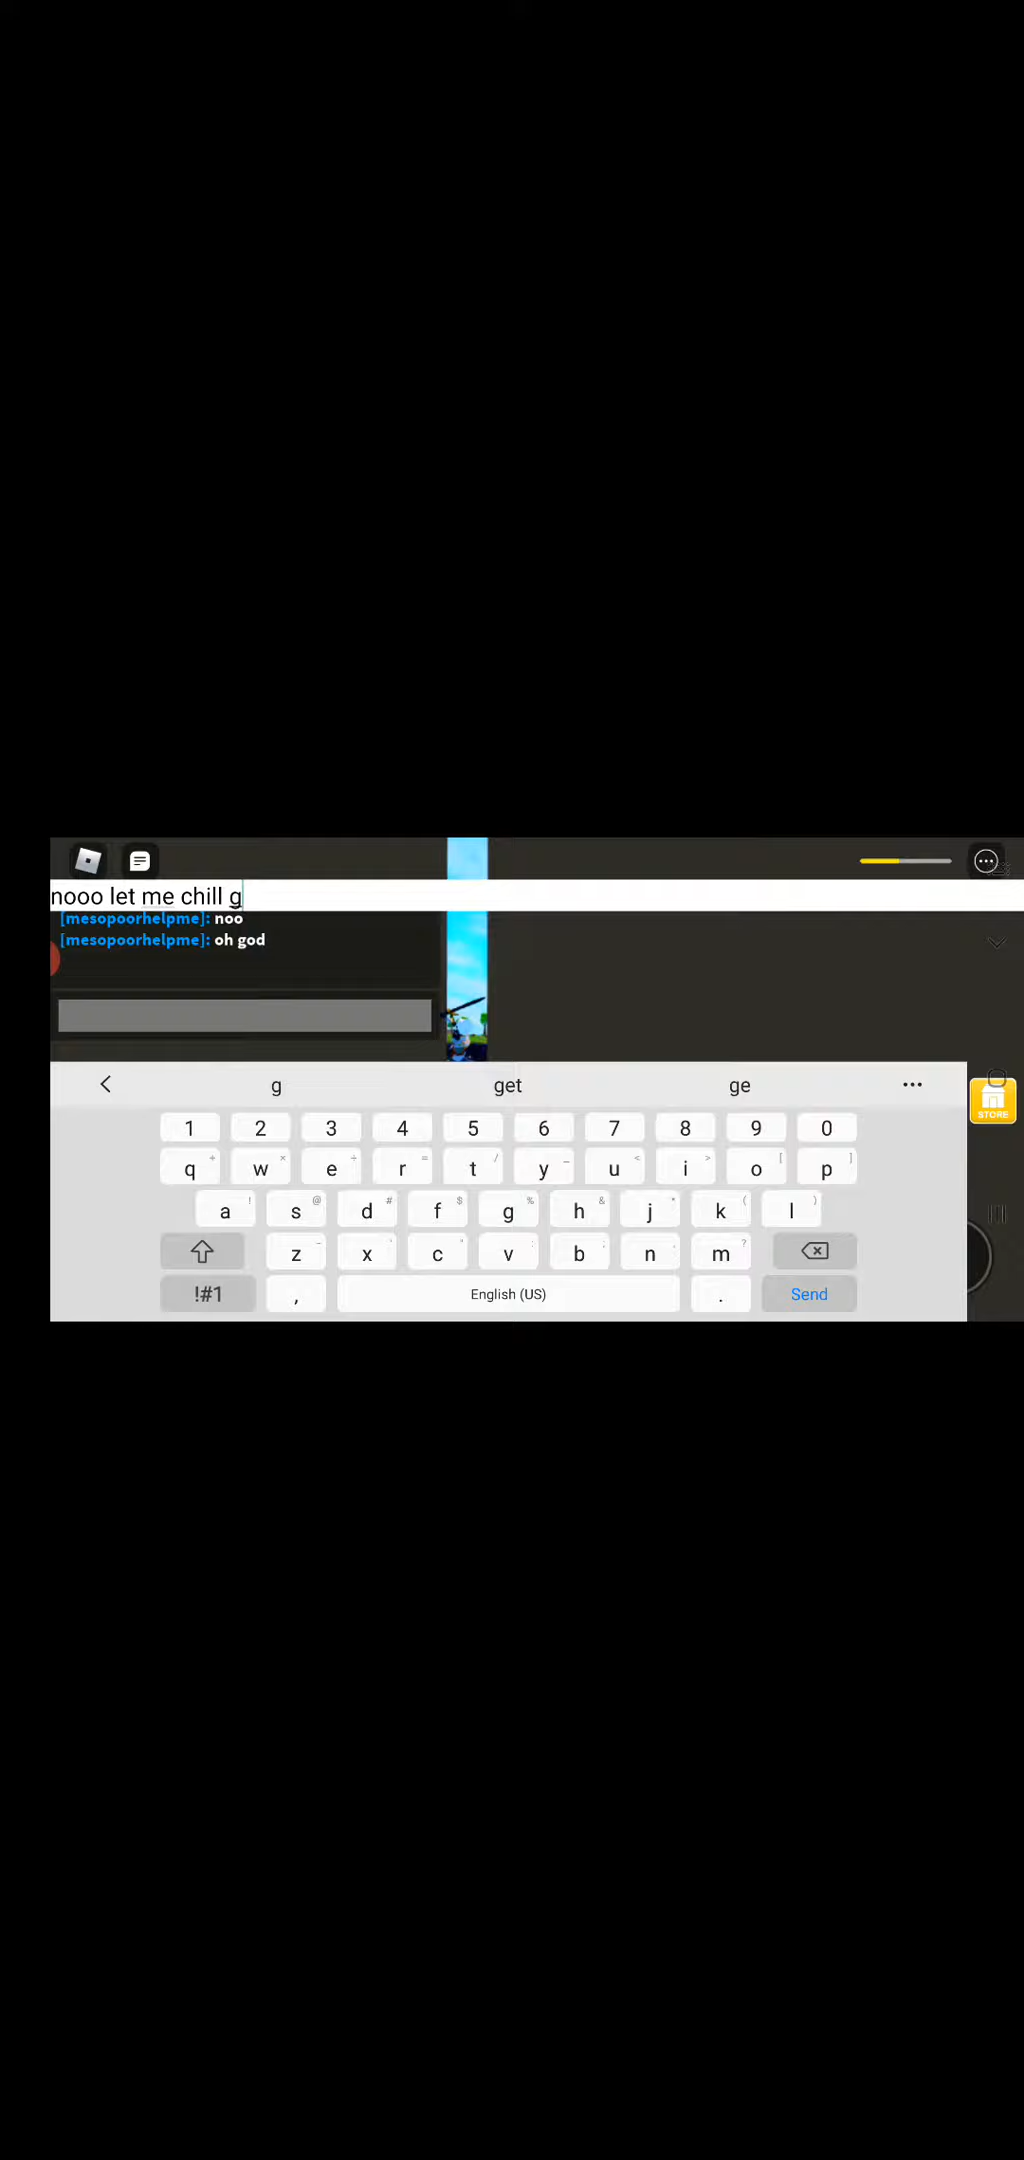 nooo let me chill g
[mesopoorhelpme]: noo
[mesopoorhelpme]: oh god
g get ge
STORE
1 2 3 4 5 6 7 8 9 0
q w e r t y u i o p
a s d f g h j k l
z x c v b n m
!#1 , English (US) . Send